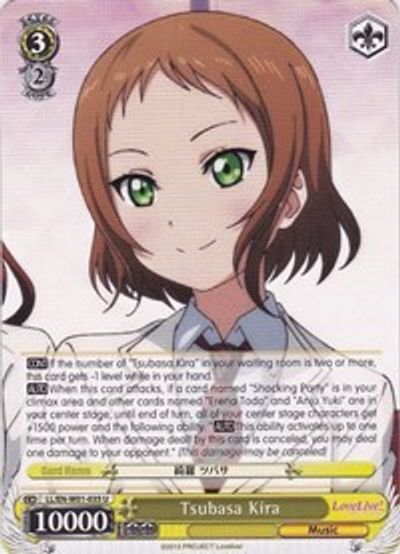 3
2
CONT If the number of "Tsubasa Kira" in your waiting room is two or more,
this card gets -1 level while in your hand.
AUTO When this card attacks, if a card named "Shocking Party" is in your
climax area and other cards named "Erena Todo" and "Anju Yuki" are
in your center stage, until end of turn, all of your center stage characters get
+1500 power and the following ability. "AUTO This ability activates up to one
time per turn. When damage dealt by this card is canceled, you may deal
one damage to your opponent." (This damage may be canceled)
Card Name
綺羅 ツバサ
LL/EN-W01-035 U
10000
Tsubasa Kira
LoveLive!
Music
©2013 PROJECT Lovelive!